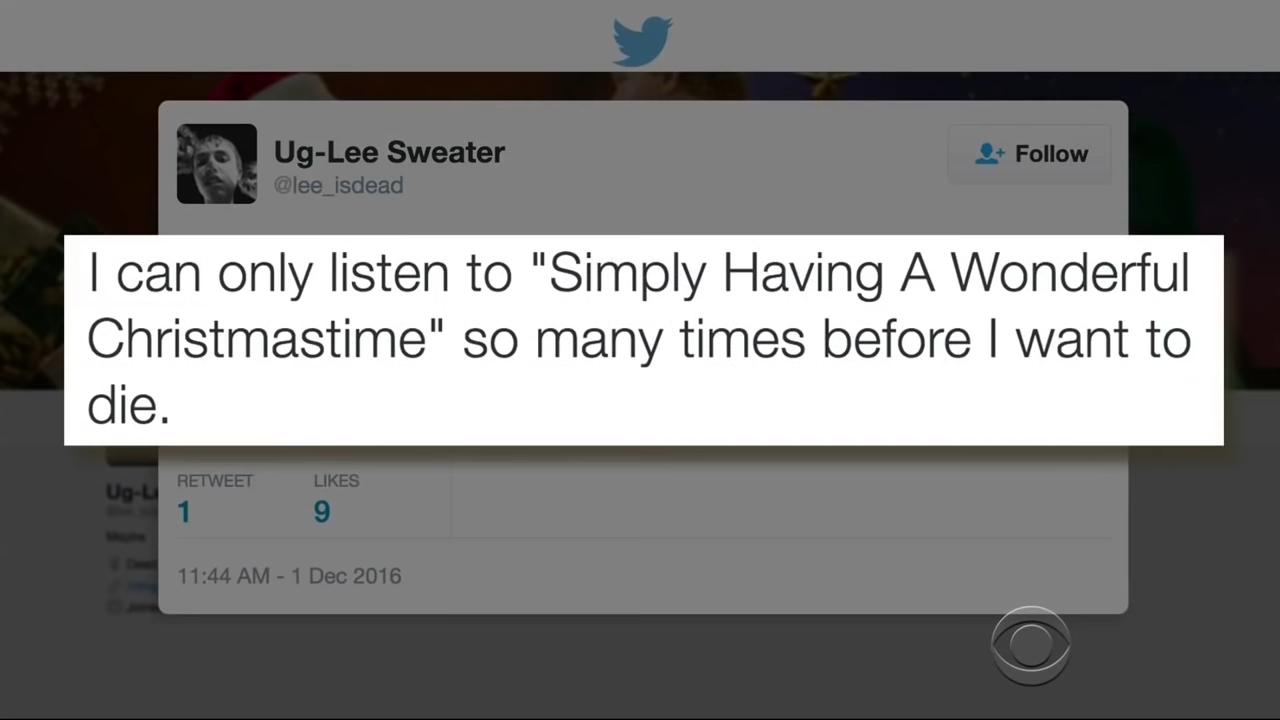 Ug-Lee Sweater
@lee_isdead
Follow
I can only listen to "Simply Having A Wonderful
Christmastime" so many times before I want to
die.
RETWEET LIKES
1 9
Ug-L
11:44 AM - 1 Dec 2016